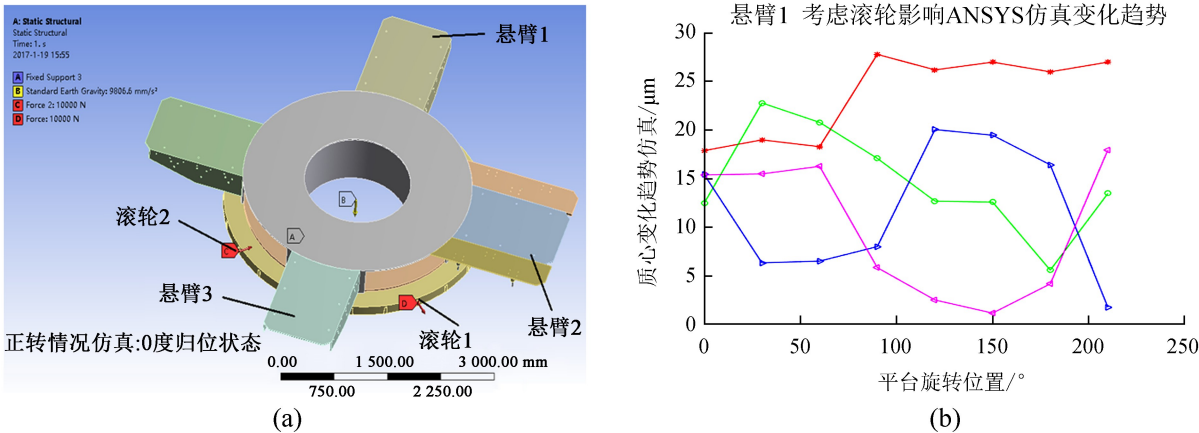 A: Static Structural
Static Structural
Time: 1. s
2017-1-19 15:55
A Fixed Support 3
B Standard Earth Gravity: 9806.6 mm/s²
C Force 2: 10000 N
D Force: 10000 N
悬臂1
B
滚轮2
A
C
悬臂3
D
滚轮1
悬臂2
正转情况仿真:0度归位状态
0.00 1 500.00 3 000.00 mm
750.00 2 250.00
(a)
悬臂1 考虑滚轮影响ANSYS仿真变化趋势
质心变化趋势仿真/μm
30
25
20
15
10
5
0
0 50 100 150 200 250
平台旋转位置/°
(b)